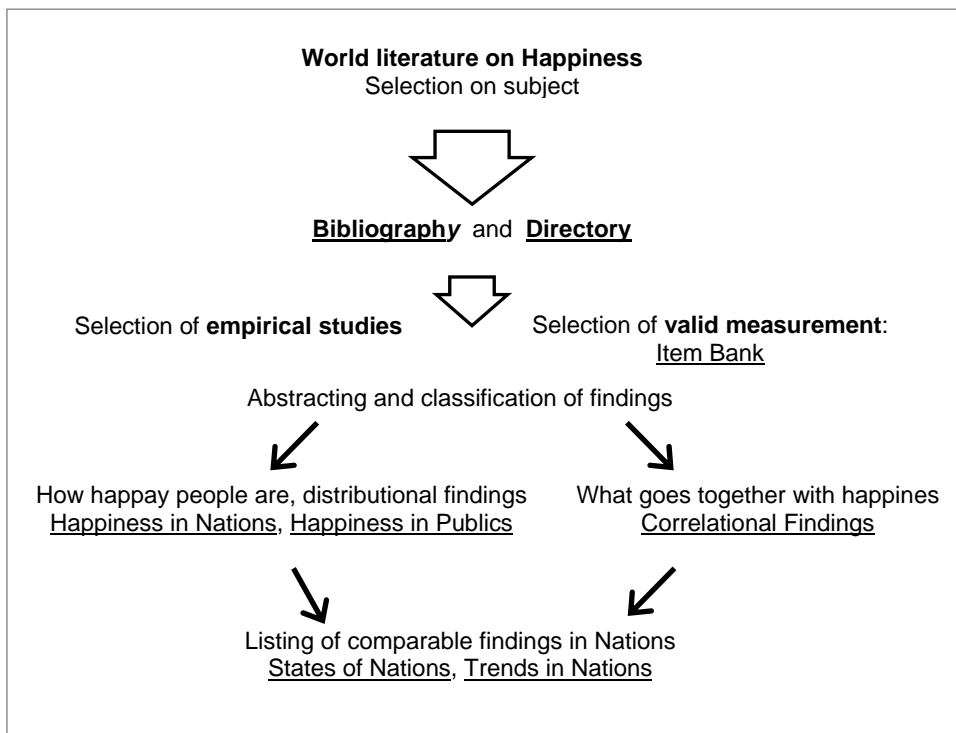 World literature on Happiness
Selection on subject
Bibliography and Directory
Selection of empirical studies
Selection of valid measurement:
Item Bank
Abstracting and classification of findings
How happay people are, distributional findings
Happiness in Nations, Happiness in Publics
What goes together with happines
Correlational Findings
Listing of comparable findings in Nations
States of Nations, Trends in Nations